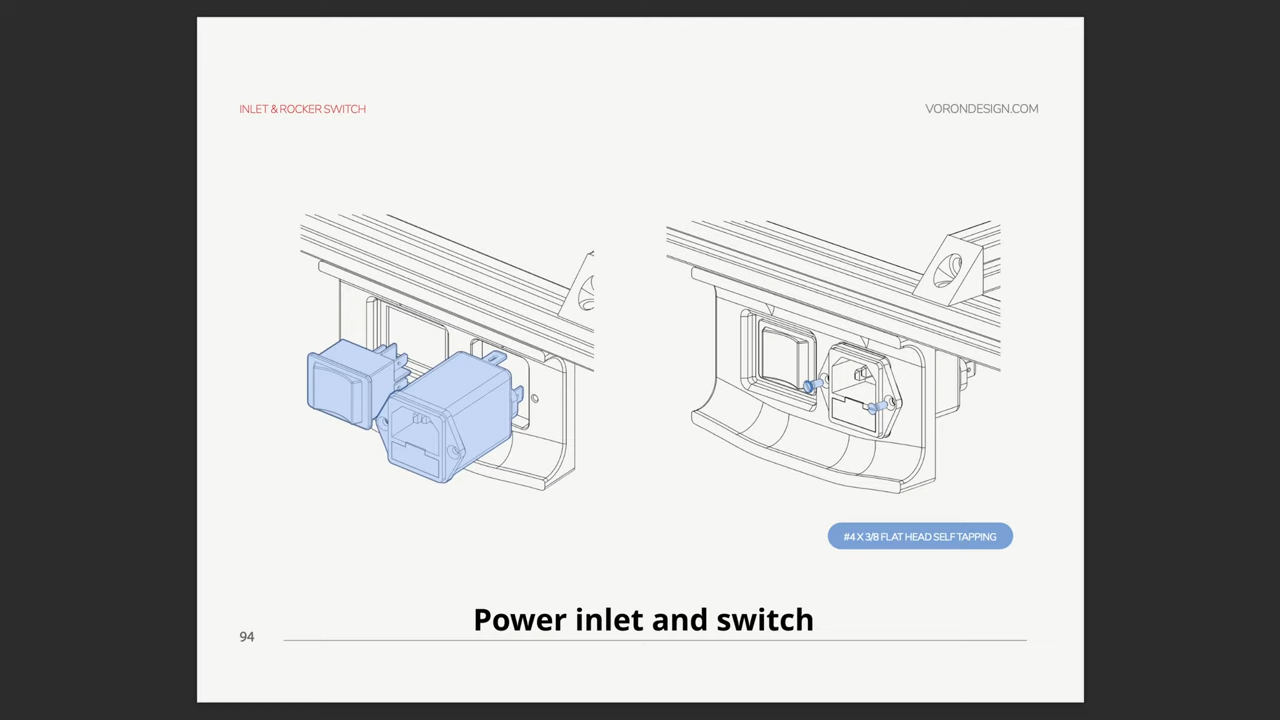 INLET & ROCKER SWITCH
VORONDESIGN.COM
#4 X 3/8 FLAT HEAD SELF TAPPING
Power inlet and switch
94